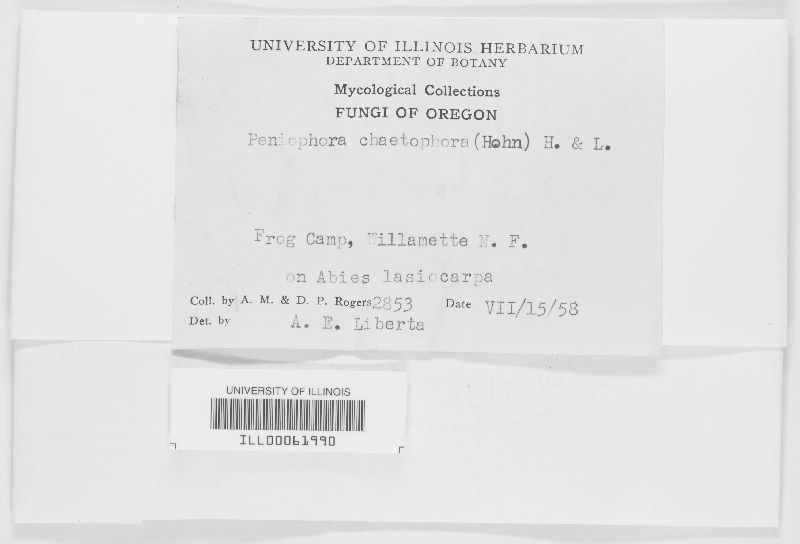 UNIVERSITY OF ILLINOIS HERBARIUM
DEPARTMENT OF BOTANY
Mycological Collections
FUNGI OF OREGON
Peniophora chaetophora (Hohn) H. & L.
Frog Camp, Willamette N. F.
on Abies lasiocarpa
Coll. by A. M. & D. P. Rogers 2853 Date VII/15/58
Det. by A. E. Liberta
UNIVERSITY OF ILLINOIS
ILL00061990